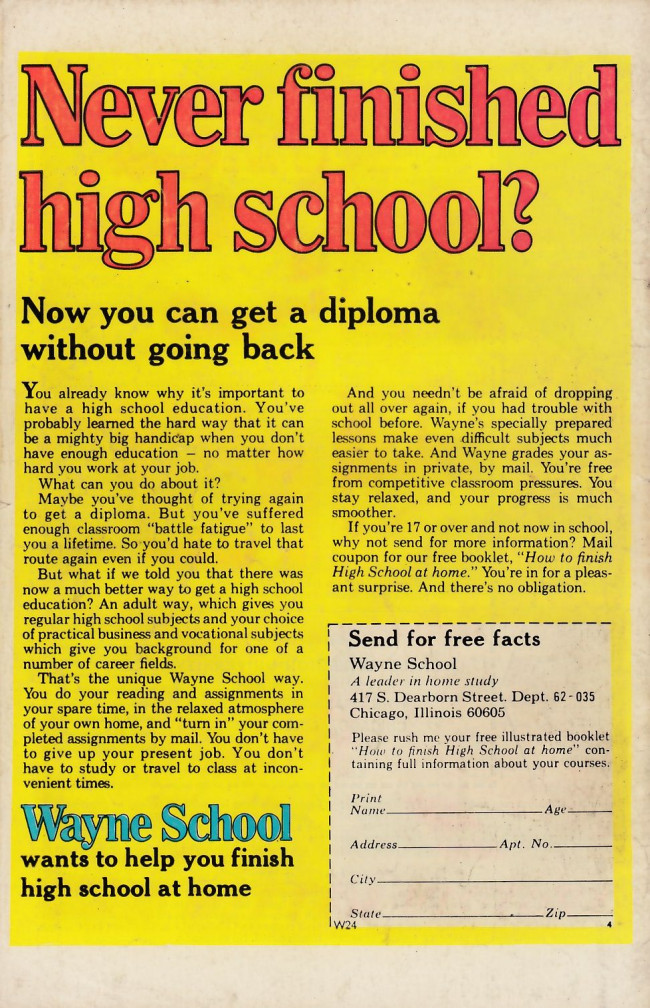 Never finished
high school?
Now you can get a diploma
without going back
You already know why it's important to
have a high school education. You've
probably learned the hard way that it can
be a mighty big handicap when you don't
have enough education — no matter how
hard you work at your job.
What can you do about it?
Maybe you've thought of trying again
to get a diploma. But you've suffered
enough classroom "battle fatigue" to last
you a lifetime. So you'd hate to travel that
route again even if you could.
But what if we told you that there was
now a much better way to get a high school
education? An adult way, which gives you
regular high school subjects and your choice
of practical business and vocational subjects
which give you background for one of a
number of career fields.
That's the unique Wayne School way.
You do your reading and assignments in
your spare time, in the relaxed atmosphere
of your own home, and "turn in" your com-
pleted assignments by mail. You don't have
to give up your present job. You don't
have to study or travel to class at incon-
venient times.
Wayne School
wants to help you finish
high school at home
And you needn't be afraid of dropping
out all over again, if you had trouble with
school before. Wayne's specially prepared
lessons make even difficult subjects much
easier to take. And Wayne grades your as-
signments in private, by mail. You're free
from competitive classroom pressures. You
stay relaxed, and your progress is much
smoother.
If you're 17 or over and not now in school,
why not send for more information? Mail
coupon for our free booklet, "How to finish
High School at home." You're in for a pleas-
ant surprise. And there's no obligation.
Send for free facts
Wayne School
A leader in home study
417 S. Dearborn Street. Dept. 62-035
Chicago, Illinois 60605
Please rush me your free illustrated booklet
"How to finish High School at home" con-
taining full information about your courses.
Print
Name Age
Address Apt. No.
City
State Zip
W24 4